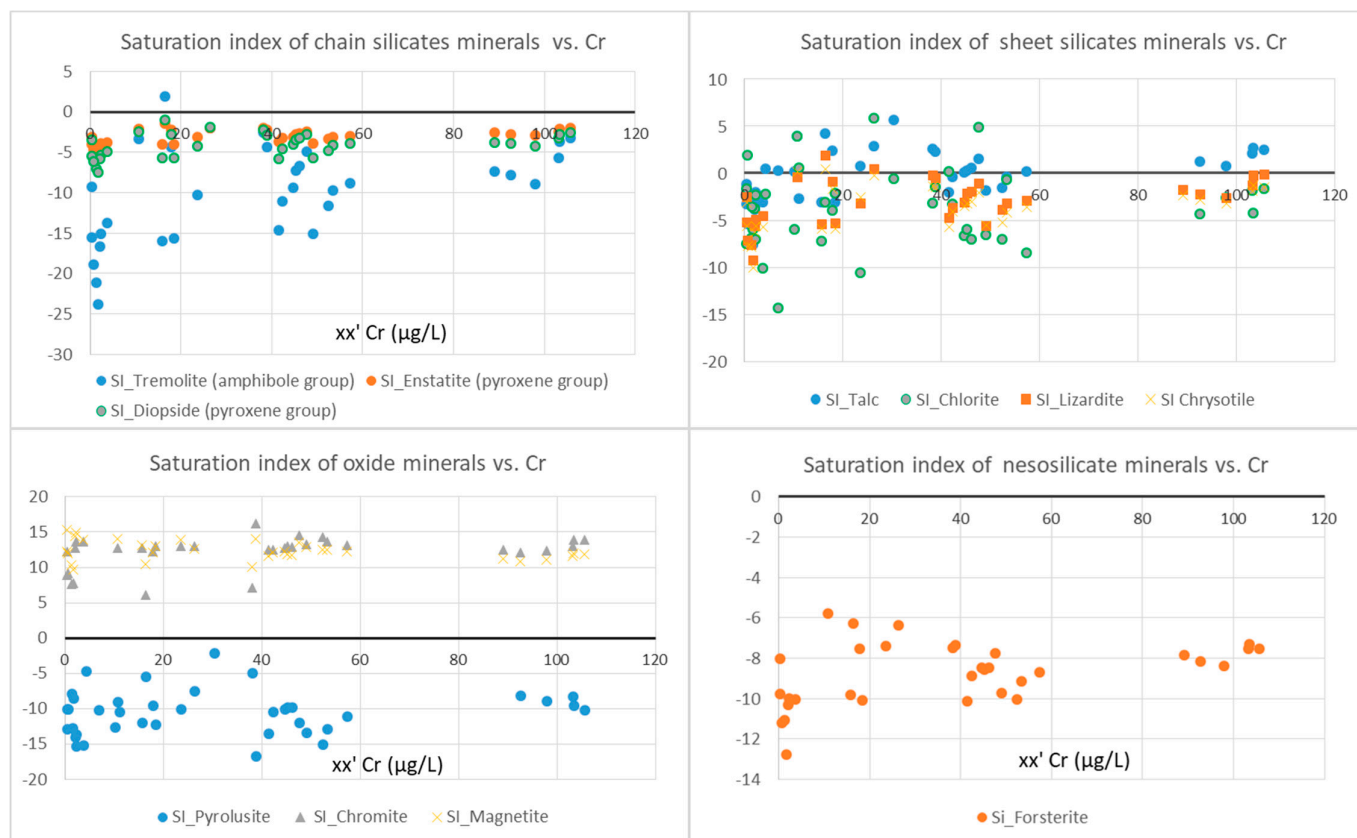 Saturation index of chain silicates minerals vs. Cr
5
0
-5
-10
-15
-20
-25
-30
0 20 40 60 80 100 120
xx' Cr (µg/L)
SI_Tremolite (amphibole group) SI_Enstatite (pyroxene group)
SI_Diopside (pyroxene group)
Saturation index of sheet silicates minerals vs. Cr
10
5
0
-5
-10
-15
-20
0 20 40 60 80 100 120
SI_Talc SI_Chlorite SI_Lizardite SI Chrysotile
Saturation index of oxide minerals vs. Cr
20
15
10
5
0
-5
-10
-15
-20
0 20 40 60 80 100 120
xx' Cr (µg/L)
SI_Pyrolusite SI_Chromite SI_Magnetite
Saturation index of nesosilicate minerals vs. Cr
0
-2
-4
-6
-8
-10
-12
-14
0 20 40 60 80 100 120
xx' Cr (µg/L)
Si_Forsterite